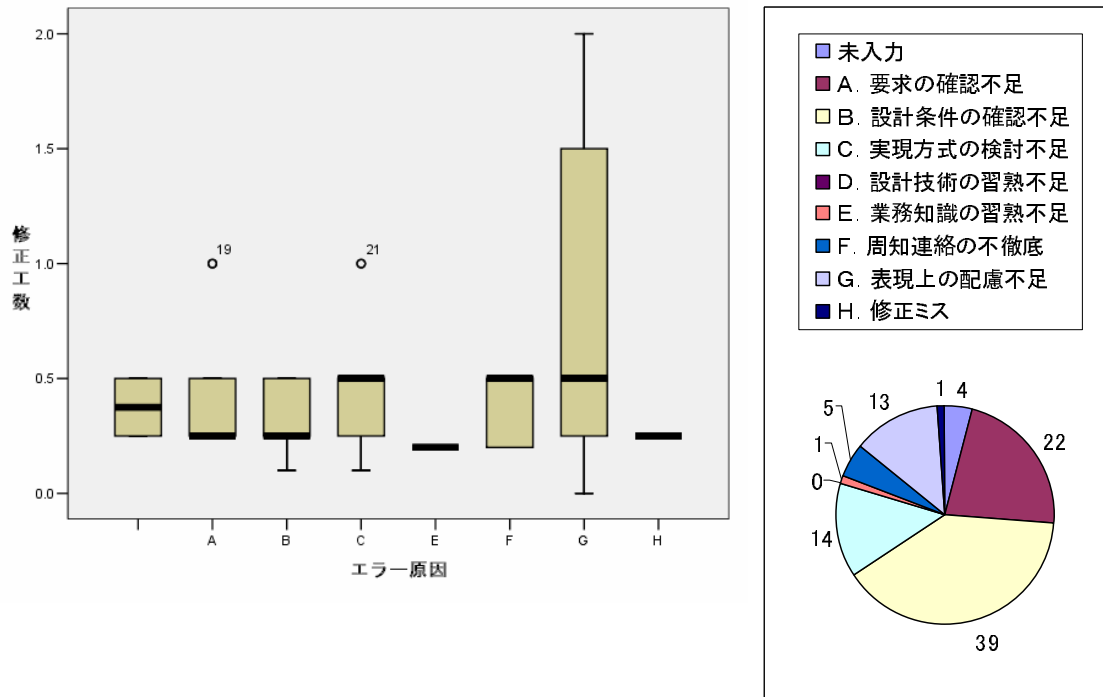 2.0
1.5
1.0
0.5
0.0
修正工数
19
21
A B C E F G H
エラー原因
未入力
A. 要求の確認不足
B. 設計条件の確認不足
C. 実現方式の検討不足
D. 設計技術の習熟不足
E. 業務知識の習熟不足
F. 周知連絡の不徹底
G. 表現上の配慮不足
H. 修正ミス
1
4
13
5
1
0
22
14
39